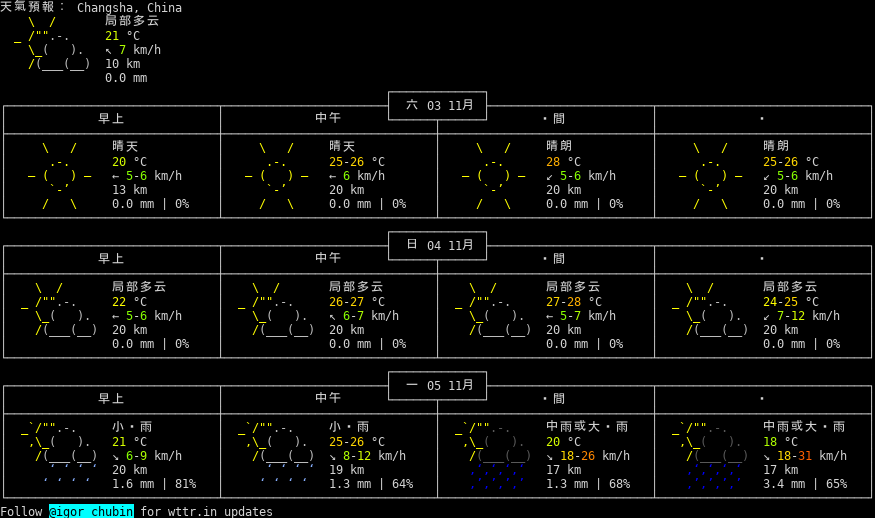 天氣預報： Changsha, China
局部多云
21 °C
↖ 7 km/h
10 km
0.0 mm
六 03 11月
早上 中午 ・間 ・
晴天 晴天 晴朗 晴朗
20 °C 25-26 °C 28 °C 25-26 °C
← 5-6 km/h ← 6 km/h ↙ 5-6 km/h ↙ 5-6 km/h
13 km 20 km 20 km 20 km
0.0 mm | 0% 0.0 mm | 0% 0.0 mm | 0% 0.0 mm | 0%
日 04 11月
早上 中午 ・間 ・
局部多云 局部多云 局部多云 局部多云
22 °C 26-27 °C 27-28 °C 24-25 °C
← 5-6 km/h ↖ 6-7 km/h ← 5-7 km/h ↙ 7-12 km/h
20 km 20 km 20 km 20 km
0.0 mm | 0% 0.0 mm | 0% 0.0 mm | 0% 0.0 mm | 0%
一 05 11月
早上 中午 ・間 ・
小・雨 小・雨 中雨或大・雨 中雨或大・雨
21 °C 25-26 °C 20 °C 18 °C
↘ 6-9 km/h ↘ 8-12 km/h ↘ 18-26 km/h ↘ 18-31 km/h
20 km 19 km 17 km 17 km
1.6 mm | 81% 1.3 mm | 64% 1.3 mm | 68% 3.4 mm | 65%
Follow @igor_chubin for wttr.in updates